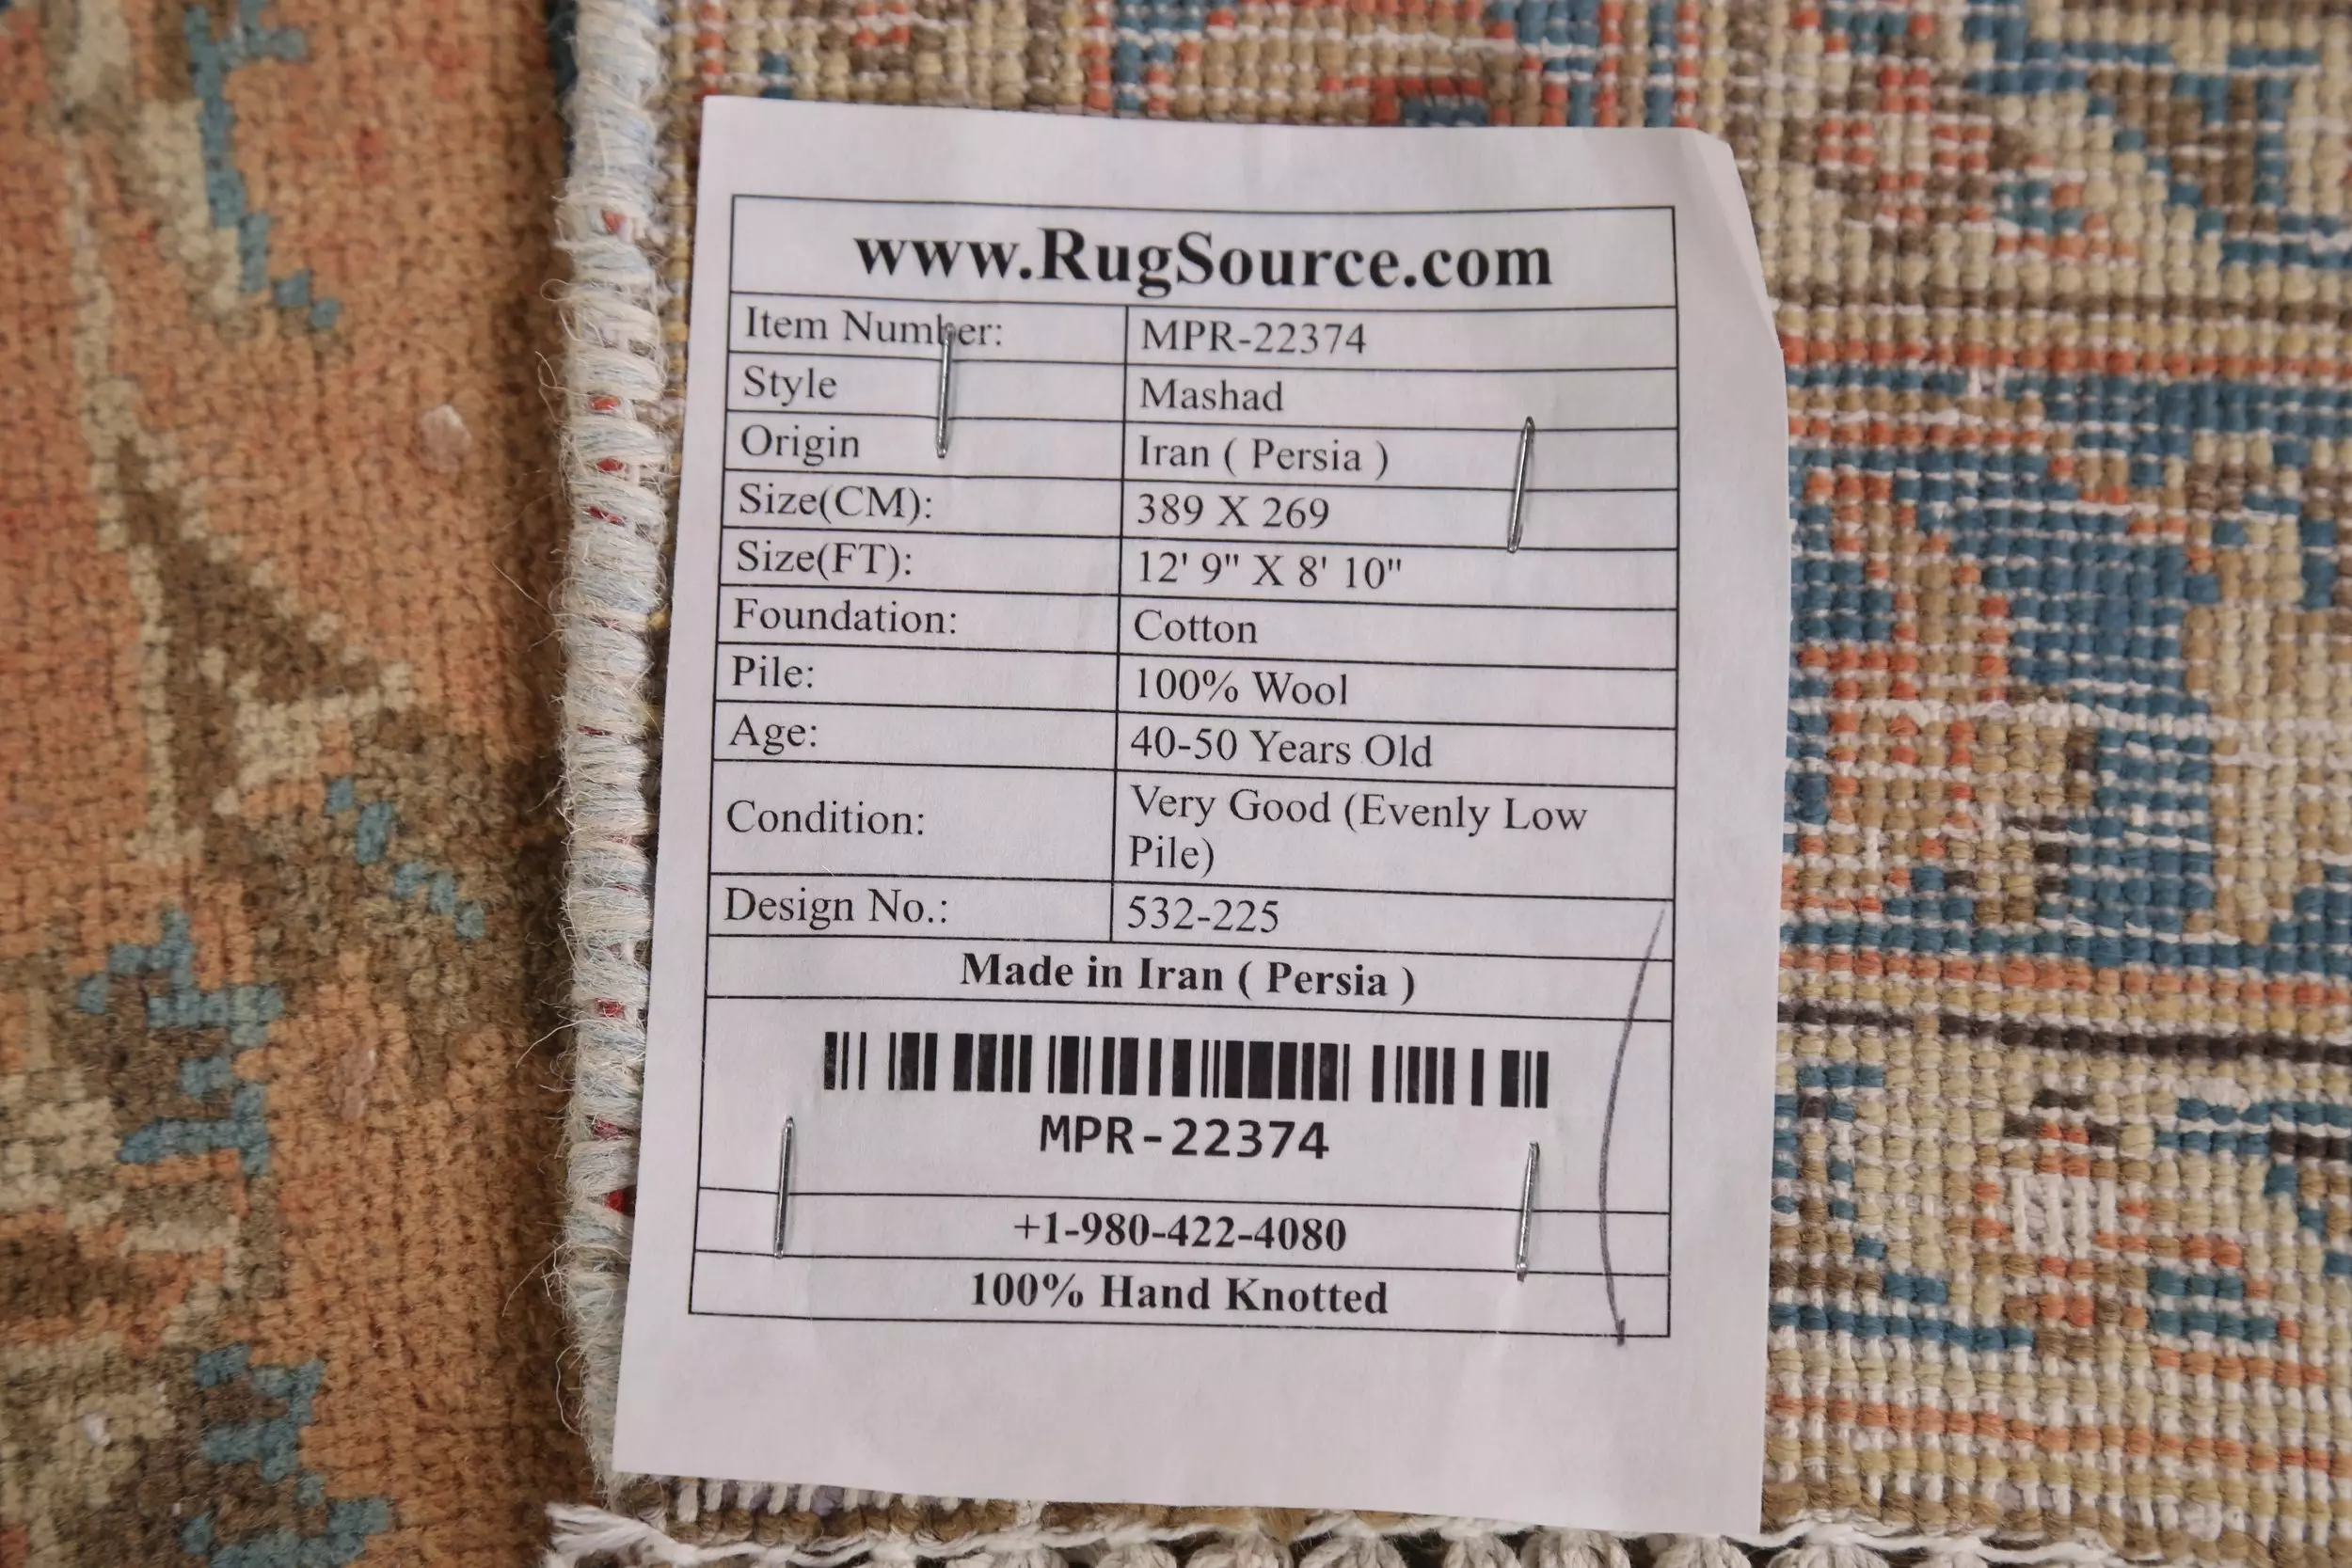 www.RugSource.com
Item Number: MPR-22374
Style Mashad
Origin Iran ( Persia )
Size(CM): 389 X 269
Size(FT): 12' 9" X 8' 10"
Foundation: Cotton
Pile: 100% Wool
Age: 40-50 Years Old
Condition: Very Good (Evenly Low
Pile)
Design No.: 532-225
Made in Iran ( Persia )
MPR-22374
+1-980-422-4080
100% Hand Knotted